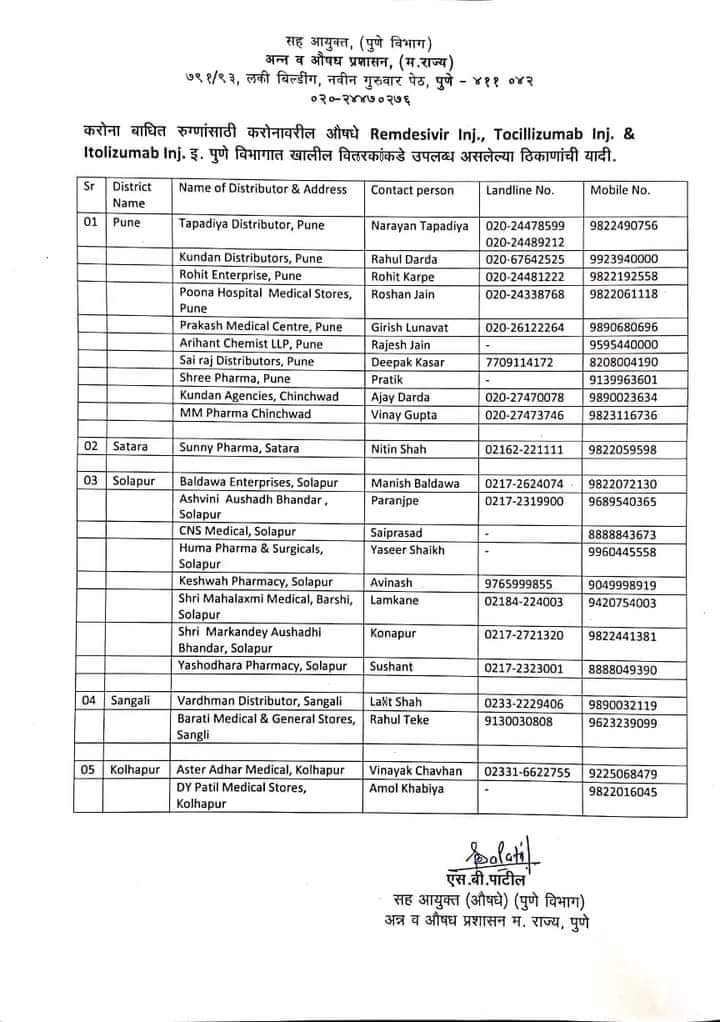 सह आयुक्त, (पुणे विभाग)
अन्न व औषध प्रशासन, (म.राज्य)
७९१/९३, लकी बिल्डींग, नवीन गुरुवार पेठ, पुणे - ४११ ०४२
०२०-२४४७०२७६
करोना बाधित रुग्णांसाठी करोनावरील औषधे Remdesivir Inj., Tocillizumab Inj. &
Itolizumab Inj. इ. पुणे विभागात खालील वितरकांकडे उपलब्ध असलेल्या ठिकाणांची यादी.
Sr District Name Name of Distributor & Address Contact person Landline No. Mobile No.
01 Pune Tapadiya Distributor, Pune Narayan Tapadiya 020-24478599 9822490756
020-24489212
Kundan Distributors, Pune Rahul Darda 020-67642525 9923940000
Rohit Enterprise, Pune Rohit Karpe 020-24481222 9822192558
Poona Hospital Medical Stores, Roshan Jain 020-24338768 9822061118
Pune
Prakash Medical Centre, Pune Girish Lunavat 020-26122264 9890680696
Arihant Chemist LLP, Pune Rajesh Jain - 9595440000
Sai raj Distributors, Pune Deepak Kasar 7709114172 8208004190
Shree Pharma, Pune Pratik - 9139963601
Kundan Agencies, Chinchwad Ajay Darda 020-27470078 9890023634
MM Pharma Chinchwad Vinay Gupta 020-27473746 9823116736
02 Satara Sunny Pharma, Satara Nitin Shah 02162-221111 9822059598
03 Solapur Baldawa Enterprises, Solapur Manish Baldawa 0217-2624074 9822072130
Ashvini Aushadh Bhandar , Paranjpe 0217-2319900 9689540365
Solapur
CNS Medical, Solapur Saiprasad - 8888843673
Huma Pharma & Surgicals, Yaseer Shaikh - 9960445558
Solapur
Keshwah Pharmacy, Solapur Avinash 9765999855 9049998919
Shri Mahalaxmi Medical, Barshi, Lamkane 02184-224003 9420754003
Solapur
Shri Markandey Aushadhi Konapur 0217-2721320 9822441381
Bhandar, Solapur
Yashodhara Pharmacy, Solapur Sushant 0217-2323001 8888049390
04 Sangali Vardhman Distributor, Sangali Lalit Shah 0233-2229406 9890032119
Barati Medical & General Stores, Rahul Teke 9130030808 9623239099
Sangli
05 Kolhapur Aster Adhar Medical, Kolhapur Vinayak Chavhan 02331-6622755 9225068479
DY Patil Medical Stores, Amol Khabiya - 9822016045
Kolhapur
एस.बी.पाटील
सह आयुक्त (औषधे) (पुणे विभाग)
अन्न व औषध प्रशासन म. राज्य, पुणे